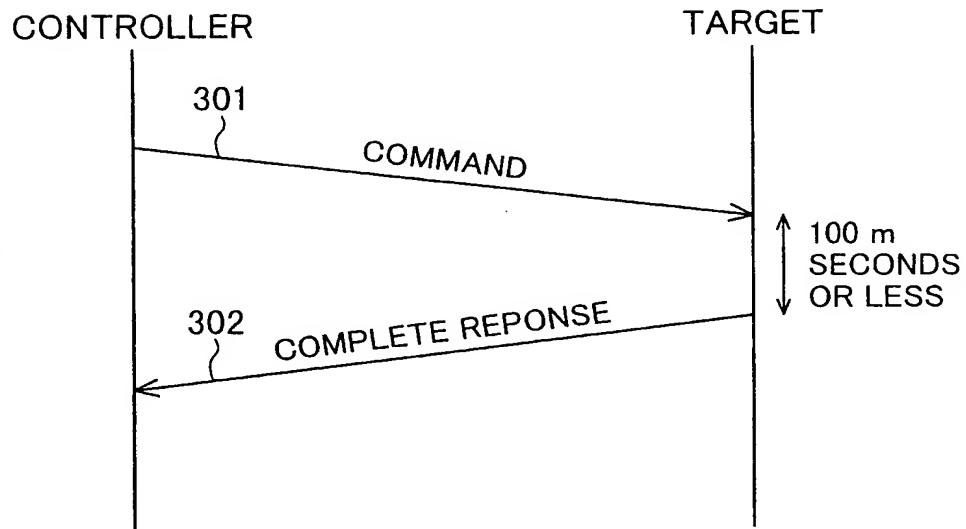 CONTROLLER
TARGET
301
COMMAND
100 m
SECONDS
OR LESS
302
COMPLETE REPONSE